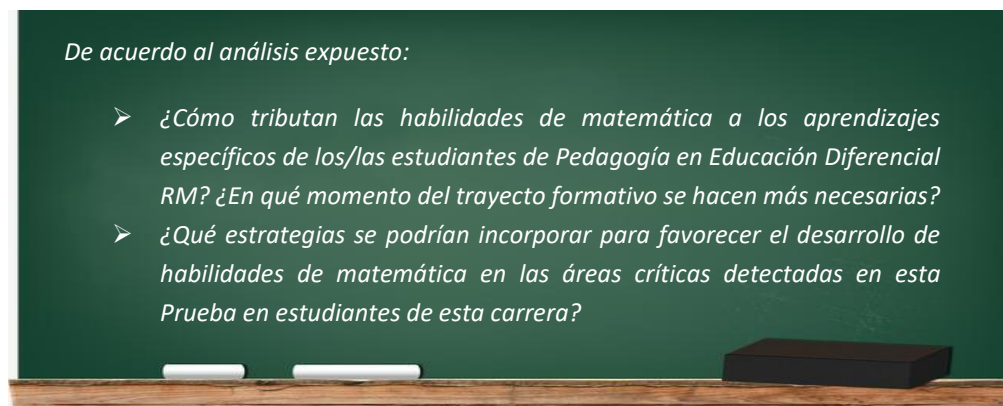 De acuerdo al análisis expuesto:
➢ ¿Cómo tributan las habilidades de matemática a los aprendizajes
específicos de los/las estudiantes de Pedagogía en Educación Diferencial
RM? ¿En qué momento del trayecto formativo se hacen más necesarias?
➢ ¿Qué estrategias se podrían incorporar para favorecer el desarrollo de
habilidades de matemática en las áreas críticas detectadas en esta
Prueba en estudiantes de esta carrera?